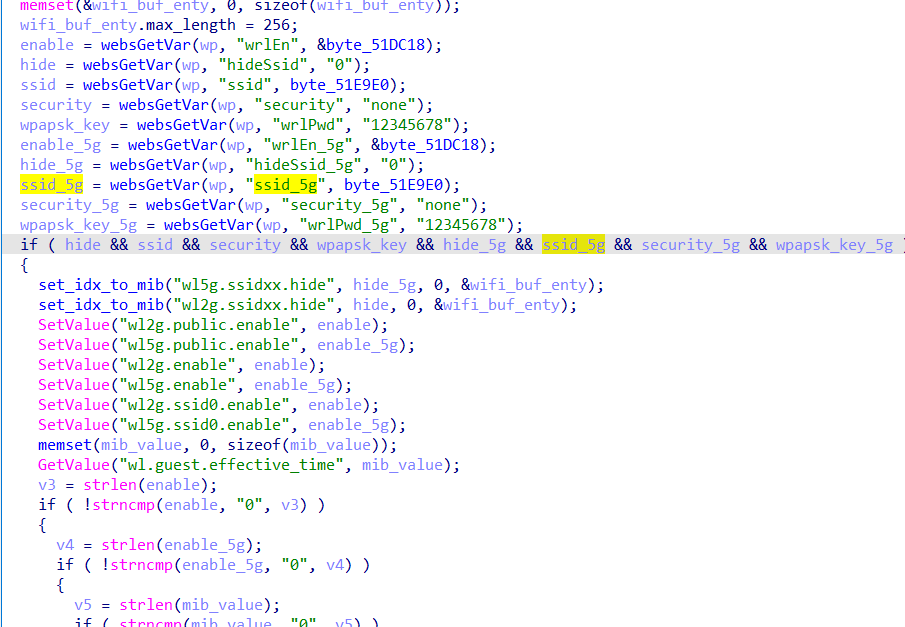 memset(&wifi_buf_enty, 0, sizeof(wifi_buf_enty));
wifi_buf_enty.max_length = 256;
enable = websGetVar(wp, "wrlEn", &byte_51DC18);
hide = websGetVar(wp, "hideSsid", "0");
ssid = websGetVar(wp, "ssid", byte_51E9E0);
security = websGetVar(wp, "security", "none");
wpapsk_key = websGetVar(wp, "wrlPwd", "12345678");
enable_5g = websGetVar(wp, "wrlEn_5g", &byte_51DC18);
hide_5g = websGetVar(wp, "hideSsid_5g", "0");
ssid_5g = websGetVar(wp, "ssid_5g", byte_51E9E0);
security_5g = websGetVar(wp, "security_5g", "none");
wpapsk_key_5g = websGetVar(wp, "wrlPwd_5g", "12345678");
if ( hide && ssid && security && wpapsk_key && hide_5g && ssid_5g && security_5g && wpapsk_key_5g )
{
set_idx_to_mib("wl5g.ssidxx.hide", hide_5g, 0, &wifi_buf_enty);
set_idx_to_mib("wl2g.ssidxx.hide", hide, 0, &wifi_buf_enty);
SetValue("wl2g.public.enable", enable);
SetValue("wl5g.public.enable", enable_5g);
SetValue("wl2g.enable", enable);
SetValue("wl5g.enable", enable_5g);
SetValue("wl2g.ssid0.enable", enable);
SetValue("wl5g.ssid0.enable", enable_5g);
memset(mib_value, 0, sizeof(mib_value));
GetValue("wl.guest.effective_time", mib_value);
v3 = strlen(enable);
if ( !strncmp(enable, "0", v3) )
{
v4 = strlen(enable_5g);
if ( !strncmp(enable_5g, "0", v4) )
{
v5 = strlen(mib_value);
if ( strncmp(mib_value, "0", v5) )